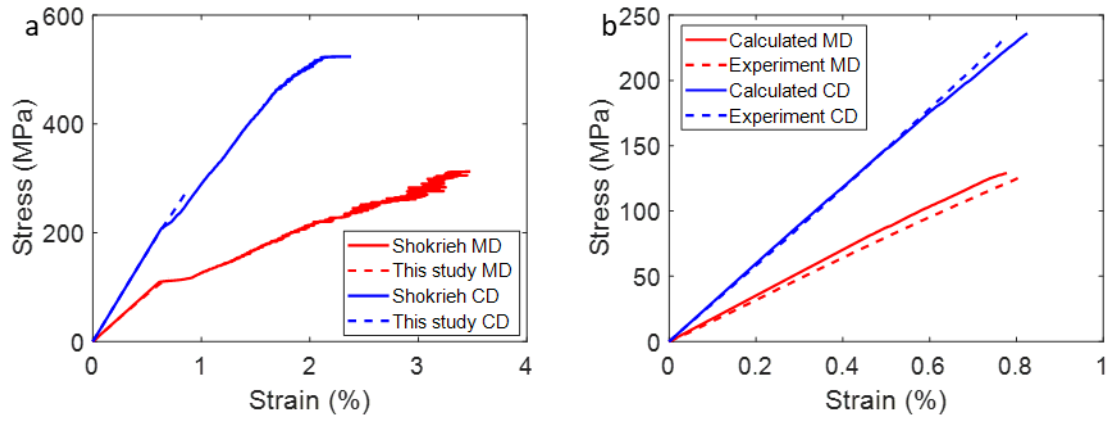 a
600
400
200
0
Stress (MPa)
Shokrieh MD
This study MD
Shokrieh CD
This study CD
0 1 2 3 4
Strain (%)
b
250
200
150
100
50
0
Stress (MPa)
Calculated MD
Experiment MD
Calculated CD
Experiment CD
0 0.2 0.4 0.6 0.8 1
Strain (%)